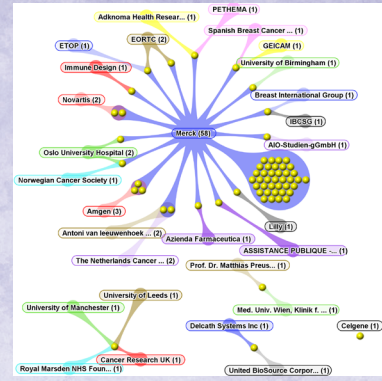 Adknoma Health Resear... (1)
PETHEMA (1)
Spanish Breast Cancer ... (1)
ETOP (1)
EORTC (2)
GEICAM (1)
University of Birmingham (1)
Immune Design (1)
Breast International Group (1)
Novartis (2)
IBCSG (1)
Merck (58)
AIO-Studien-gGmbH (1)
Oslo University Hospital (2)
Norwegian Cancer Society (1)
Lilly (1)
Amgen (3)
Antoni van leeuwenhoek ... (2)
Azienda Farmaceutica (1)
ASSISTANCE PUBLIQUE -... (1)
The Netherlands Cancer ... (2)
Prof. Dr. Matthias Preus... (1)
University of Leeds (1)
University of Manchester (1)
Med. Univ. Wien, Klinik f. ... (1)
Delcath Systems Inc (1)
Celgene (1)
Cancer Research UK (1)
Royal Marsden NHS Foun... (1)
United BioSource Corpor... (1)